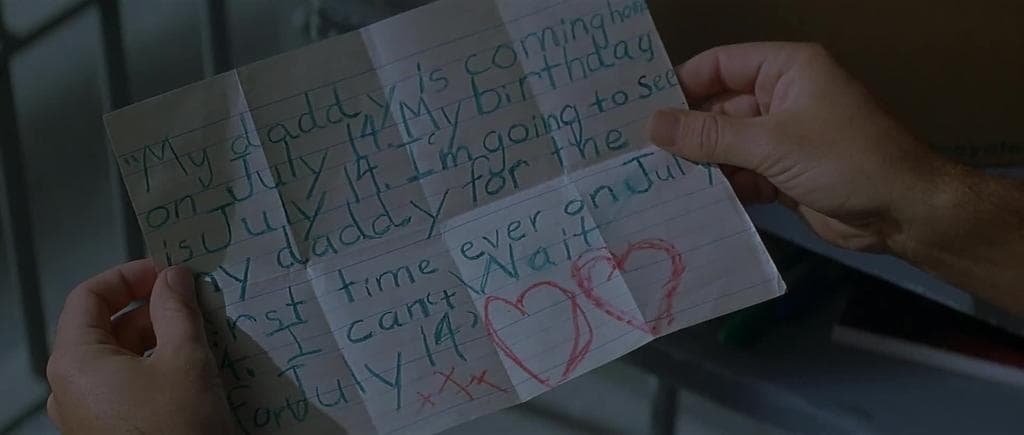 "My daddy is coming home
on July 14. My birthday
is July 14. I'm going to see
my daddy for the
first time ever on July
14. I can't Wait
for July 14.
xxx